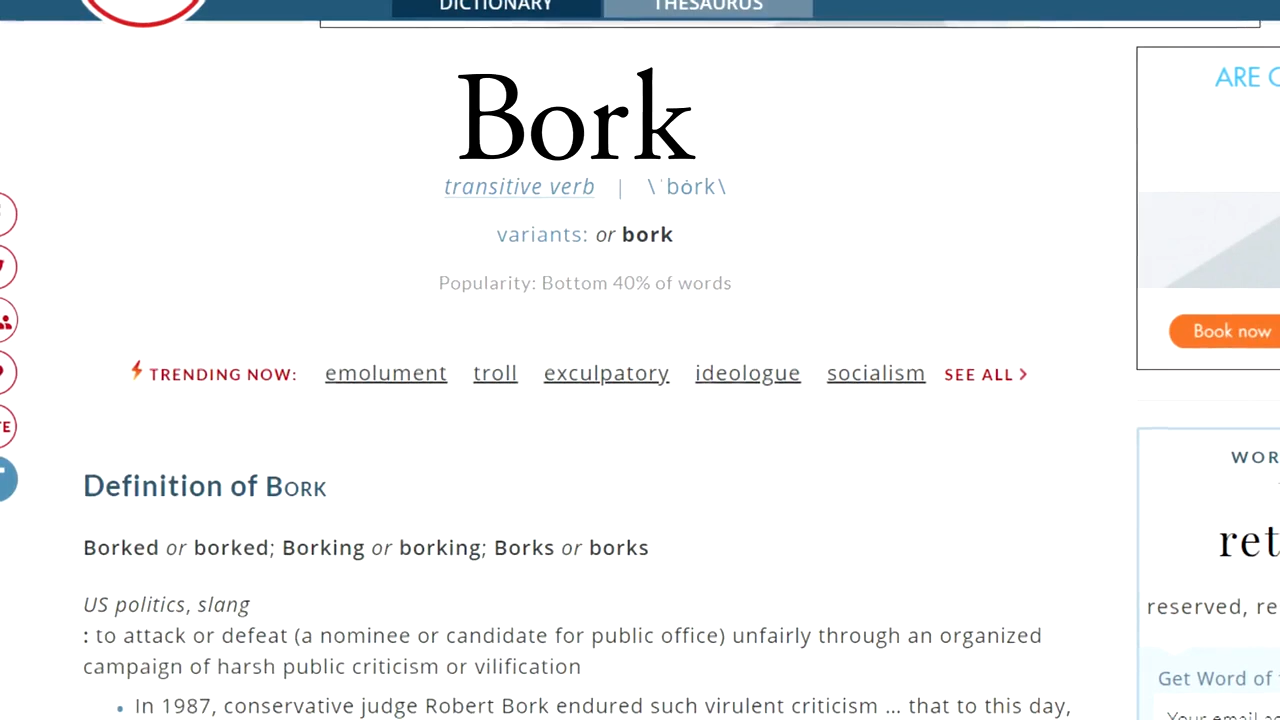 DICTIONARY THESAURUS
Bork
transitive verb | \ ˈbȯrk\
variants: or bork
Popularity: Bottom 40% of words
TRENDING NOW: emolument troll exculpatory ideologue socialism SEE ALL >
Definition of BORK
Borked or borked; Borking or borking; Borks or borks
US politics, slang
: to attack or defeat (a nominee or candidate for public office) unfairly through an organized
campaign of harsh public criticism or vilification
• In 1987, conservative judge Robert Bork endured such virulent criticism … that to this day,
ARE
Book now
WOR
ret
reserved, re
Get Word of
Your email